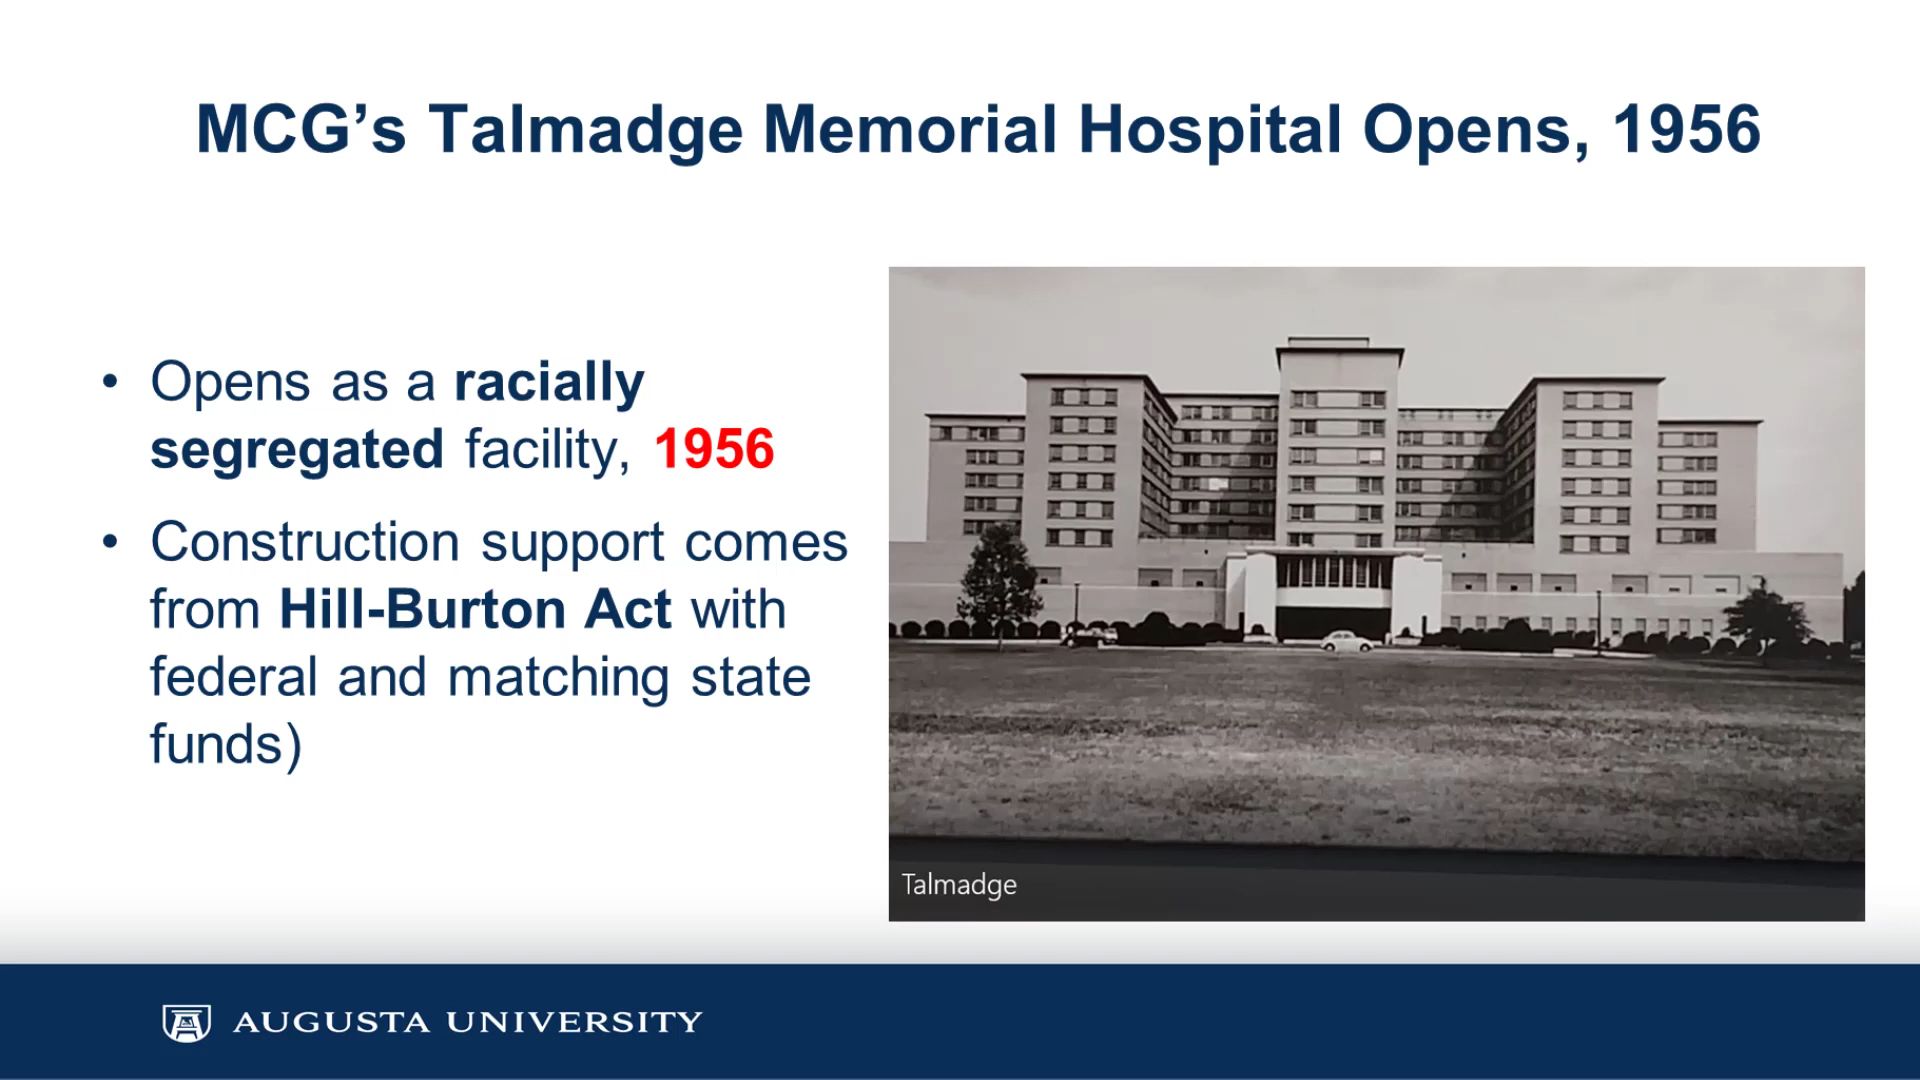 MCG’s Talmadge Memorial Hospital Opens, 1956
• Opens as a racially
segregated facility, 1956
• Construction support comes
from Hill-Burton Act with
federal and matching state
funds)
Talmadge
AUGUSTA UNIVERSITY